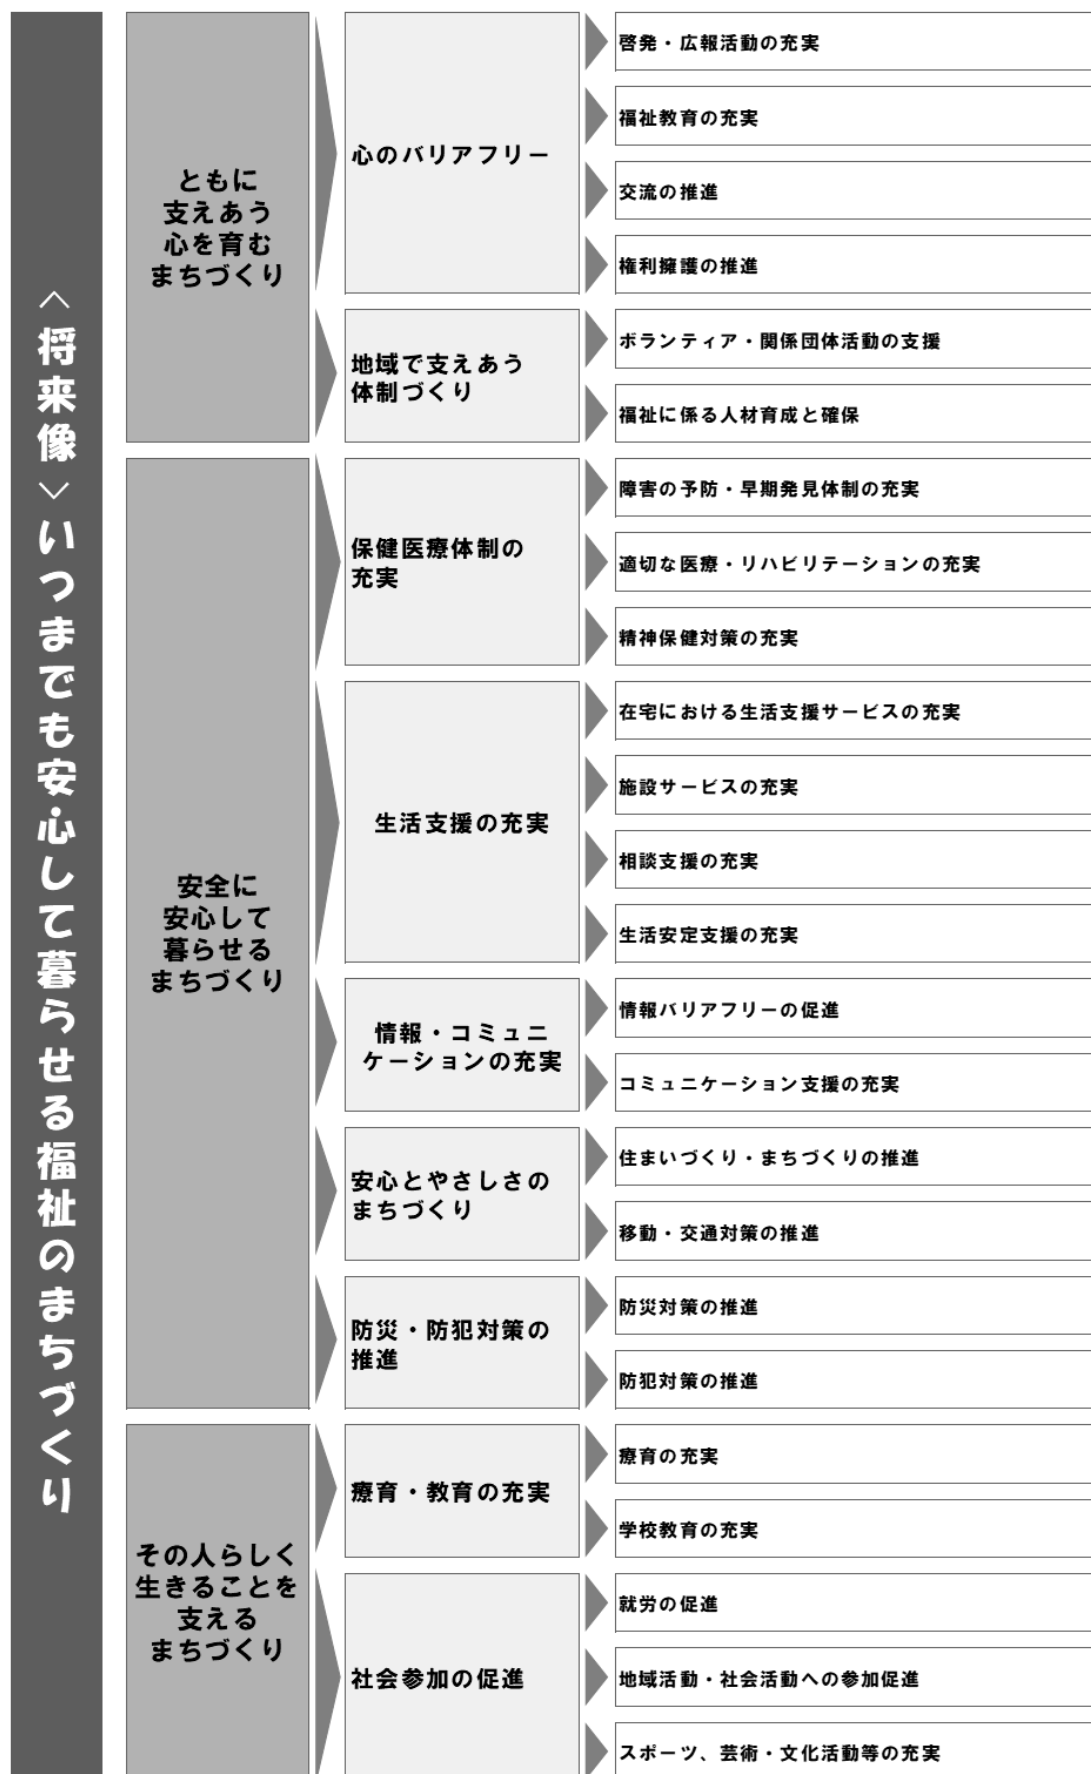 〈将来像〉いつまでも安心して暮らせる福祉のまちづくり
ともに
支えあう
心を育む
まちづくり
心のバリアフリー
啓発・広報活動の充実
福祉教育の充実
交流の推進
権利擁護の推進
地域で支えあう
体制づくり
ボランティア・関係団体活動の支援
福祉に係る人材育成と確保
安全に
安心して
暮らせる
まちづくり
保健医療体制の
充実
障害の予防・早期発見体制の充実
適切な医療・リハビリテーションの充実
精神保健対策の充実
生活支援の充実
在宅における生活支援サービスの充実
施設サービスの充実
相談支援の充実
生活安定支援の充実
情報・コミュニ
ケーションの充実
情報バリアフリーの促進
コミュニケーション支援の充実
安心とやさしさの
まちづくり
住まいづくり・まちづくりの推進
移動・交通対策の推進
防災・防犯対策の
推進
防災対策の推進
防犯対策の推進
その人らしく
生きることを
支える
まちづくり
療育・教育の充実
療育の充実
学校教育の充実
社会参加の促進
就労の促進
地域活動・社会活動への参加促進
スポーツ、芸術・文化活動等の充実